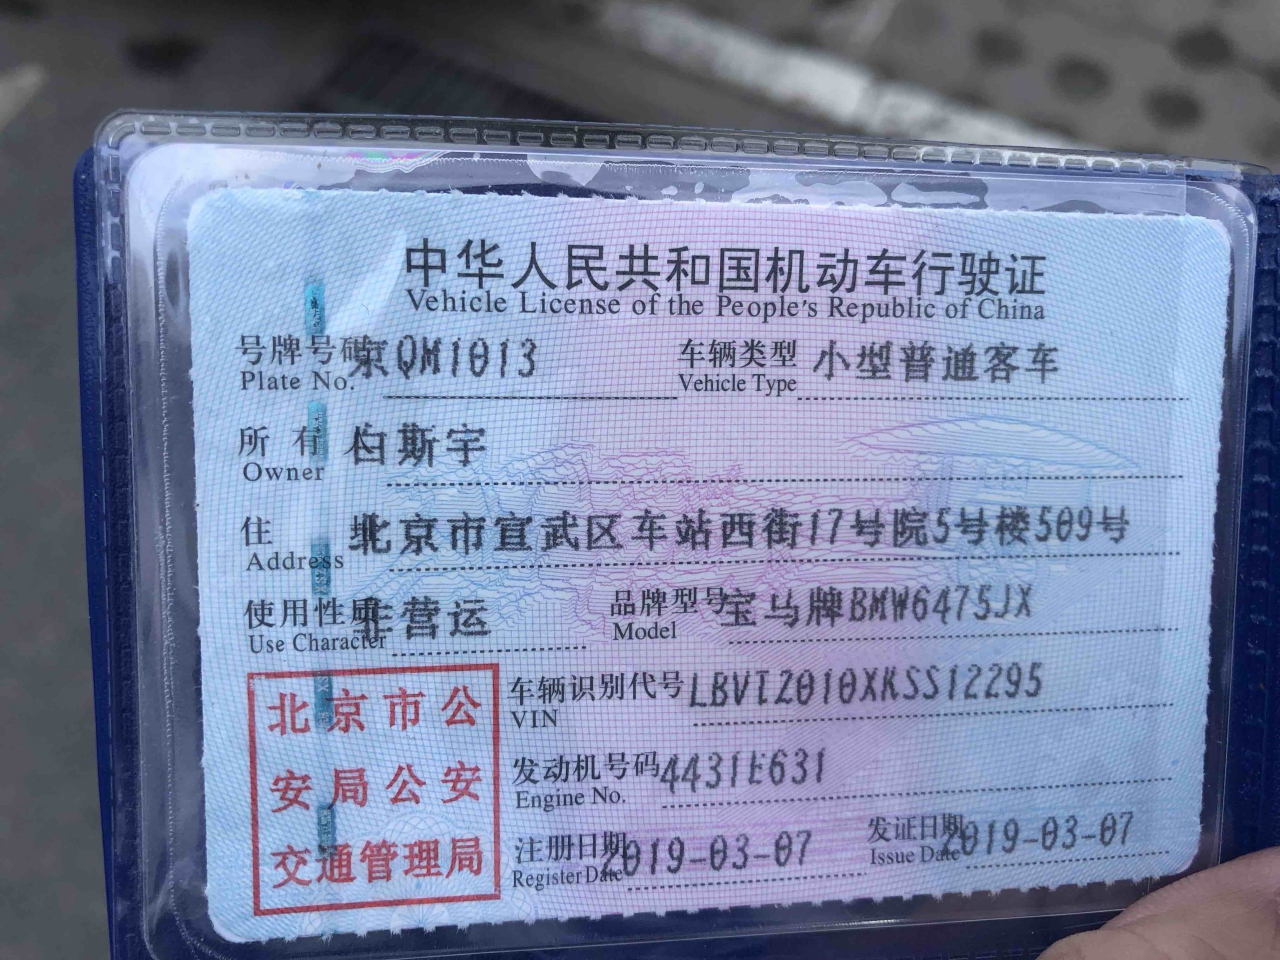 中华人民共和国机动车行驶证
Vehicle License of the People's Republic of China
号牌号码 京QM1013 车辆类型 小型普通客车
Plate No. Vehicle Type
所有 白斯宇
Owner
住 北京市宣武区车站西街17号院5号楼509号
Address
使用性质 非营运 品牌型号 宝马牌BMW6475JX
Use Character Model
车辆识别代号 LBVTZ010XKSS12295
VIN
发动机号码 4431E631
Engine No.
注册日期 2019-03-07 发证日期 2019-03-07
Register Date Issue Date
北京市公
安局公安
交通管理局